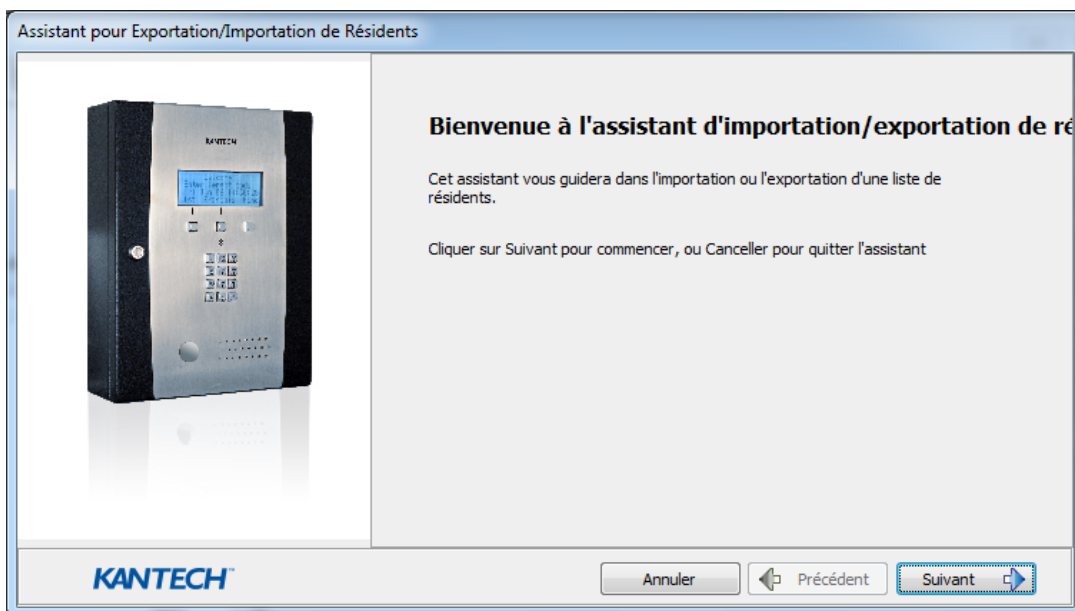 Assistant pour Exportation/Importation de Résidents
KANTECH
Bienvenue à l'assistant d'importation/exportation de ré
Cet assistant vous guidera dans l'importation ou l'exportation d'une liste de
résidents.
Cliquer sur Suivant pour commencer, ou Canceller pour quitter l'assistant
KANTECH
Annuler
Précédent
Suivant